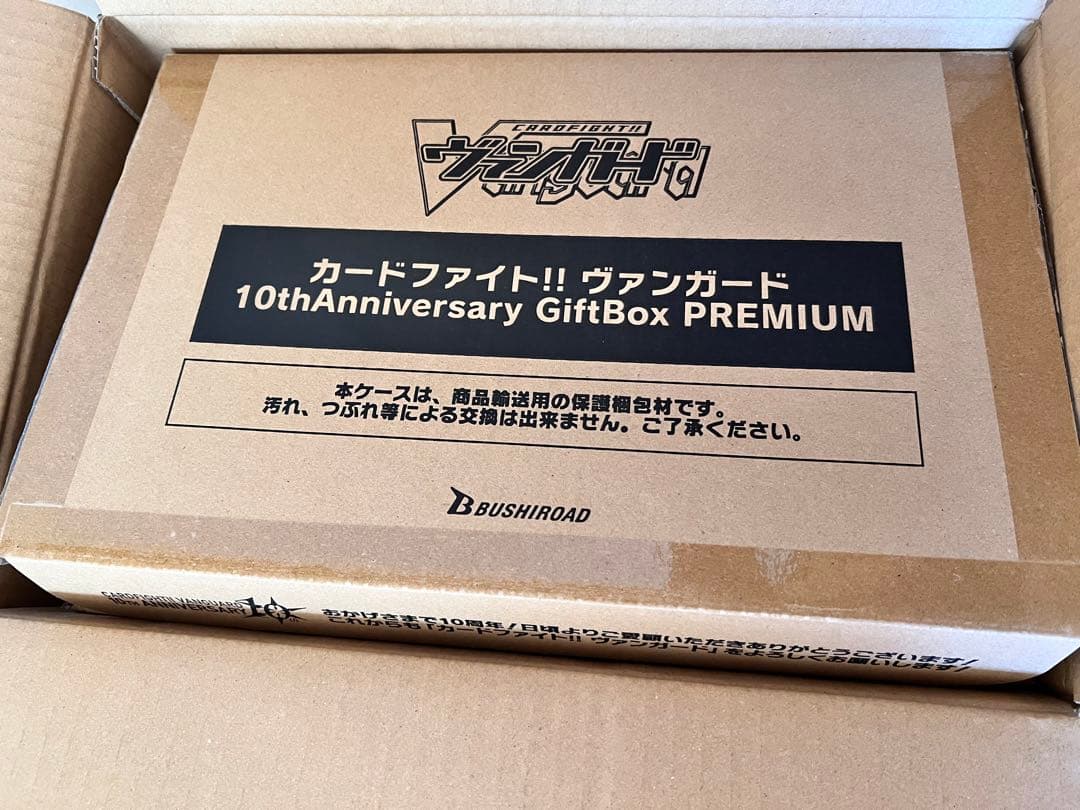 CARDFIGHT!!
ヴァンガード
Vanguard
カードファイト!! ヴァンガード
10thAnniversary GiftBox PREMIUM
本ケースは、商品輸送用の保護梱包材です。
汚れ、つぶれ等による交換は出来ません。ご了承ください。
BUSHIROAD
CARDFIGHT!! VANGUARD
10TH ANNIVERSARY
10th
おかげさまで10周年!日頃よりご愛顧いただきありがとうございます!
これからも「カードファイト!! ヴァンガード」をよろしくお願いします!